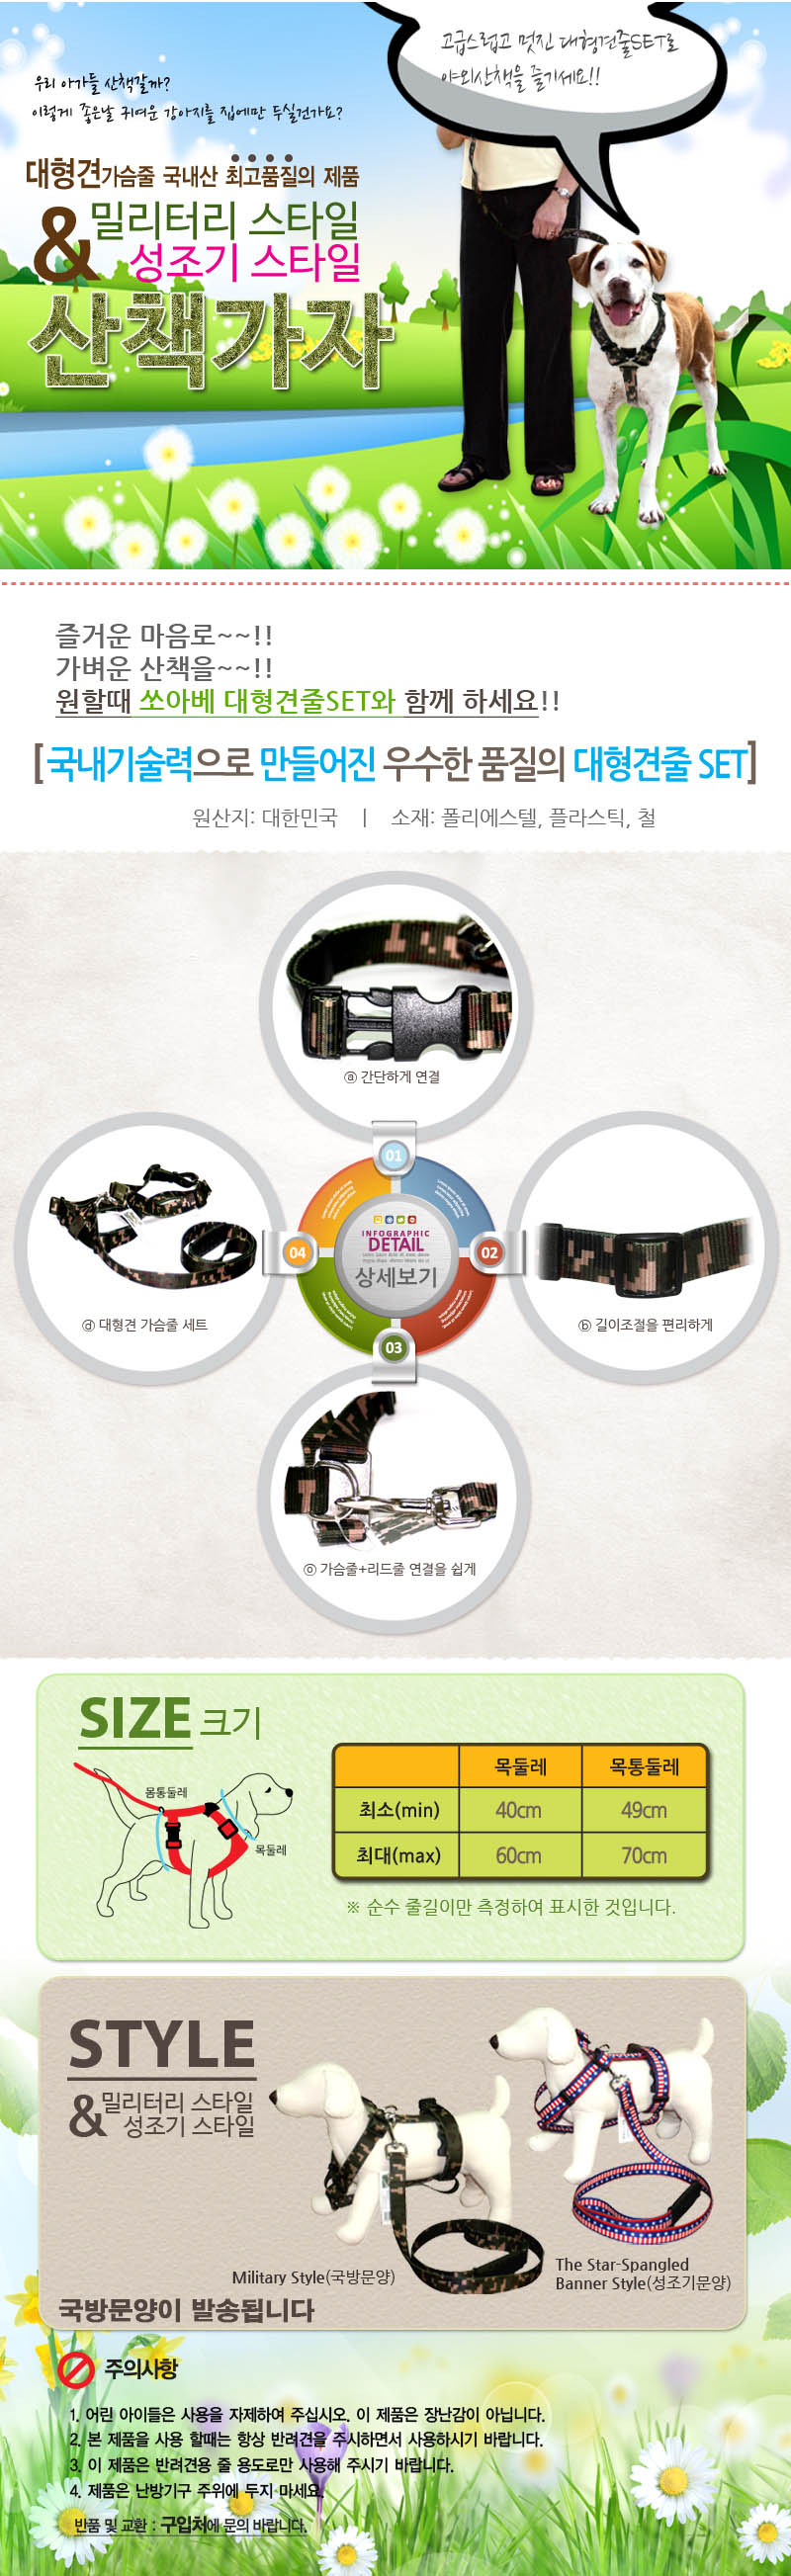 고급스럽고 멋진 대형견줄SET로
야외산책을 즐기세요!!
우리 아가들 산책갈까?
이렇게 좋은날 귀여운 강아지를 집에만 두실건가요?
대형견가슴줄 국내산 최고품질의 제품
밀리터리 스타일
& 성조기 스타일
산책가자
즐거운 마음로~~!!
가벼운 산책을~~!!
원할때 쏘아베 대형견줄SET와 함께 하세요!!
[국내기술력으로 만들어진 우수한 품질의 대형견줄 SET]
원산지: 대한민국 | 소재: 폴리에스텔, 플라스틱, 철
ⓐ 간단하게 연결
01
INFOGRAPHIC
DETAIL
상세보기
04
02
03
ⓓ 대형견 가슴줄 세트
ⓑ 길이조절을 편리하게
ⓒ 가슴줄+리드줄 연결을 쉽게
SIZE 크기
몸통둘레
목둘레
목둘레 목통둘레
최소(min) 40cm 49cm
최대(max) 60cm 70cm
※ 순수 줄길이만 측정하여 표시한 것입니다.
STYLE
밀리터리 스타일
& 성조기 스타일
Military Style(국방문양)
The Star-Spangled
Banner Style(성조기문양)
국방문양이 발송됩니다
주의사항
1. 어린 아이들은 사용을 자제하여 주십시오. 이 제품은 장난감이 아닙니다.
2. 본 제품을 사용 할때는 항상 반려견을 주시하면서 사용하시기 바랍니다.
3. 이 제품은 반려견용 줄 용도로만 사용해 주시기 바랍니다.
4. 제품은 난방기구 주위에 두지 마세요.
반품 및 교환 : 구입처에 문의 바랍니다.